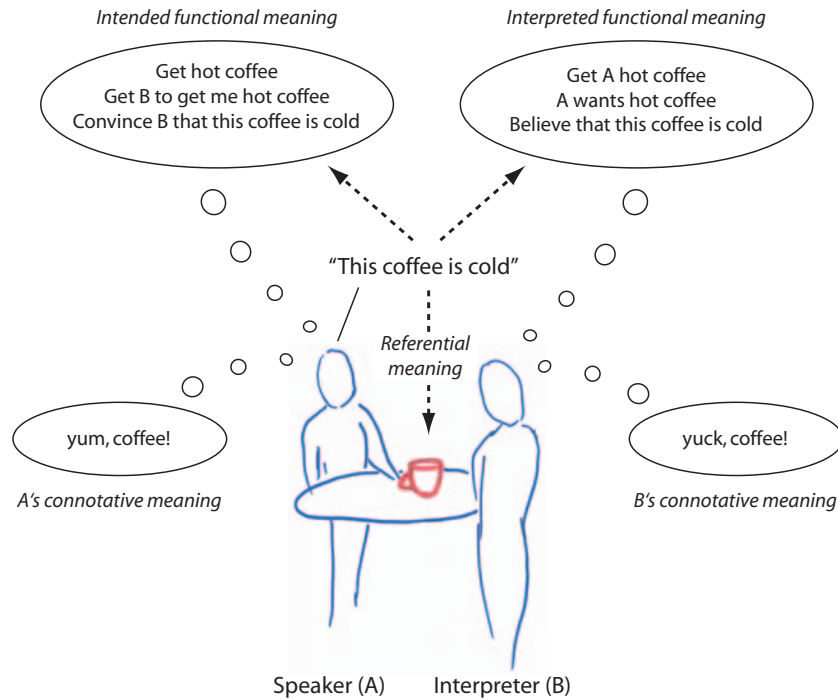 Intended functional meaning
Interpreted functional meaning
Get hot coffee
Get B to get me hot coffee
Convince B that this coffee is cold
Get A hot coffee
A wants hot coffee
Believe that this coffee is cold
“This coffee is cold”
Referential
meaning
yum, coffee!
yuck, coffee!
A‘s connotative meaning
B‘s connotative meaning
Speaker (A)
Interpreter (B)